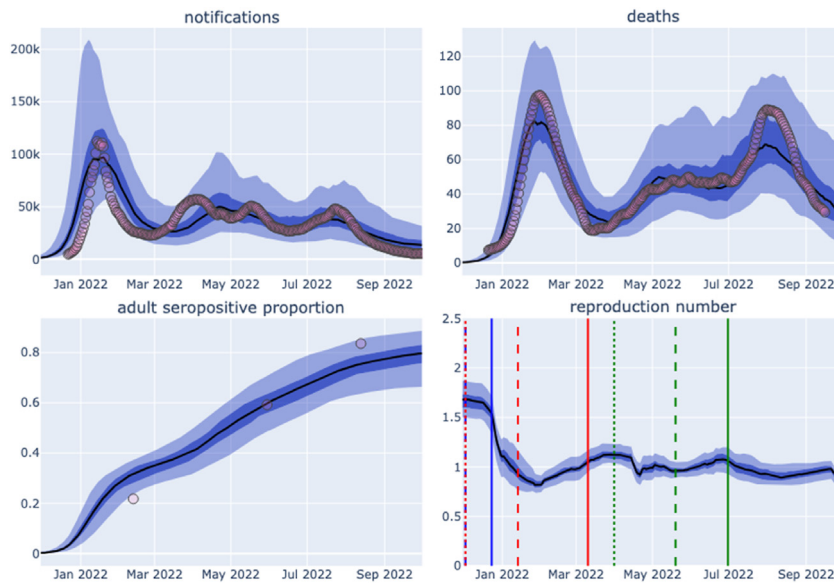 notifications
200k
150k
100k
50k
0
Jan 2022 Mar 2022 May 2022 Jul 2022 Sep 2022
deaths
120
100
80
60
40
20
0
Jan 2022 Mar 2022 May 2022 Jul 2022 Sep 2022
adult seropositive proportion
0.8
0.6
0.4
0.2
0
Jan 2022 Mar 2022 May 2022 Jul 2022 Sep 2022
reproduction number
2.5
2
1.5
1
0.5
0
Jan 2022 Mar 2022 May 2022 Jul 2022 Sep 2022